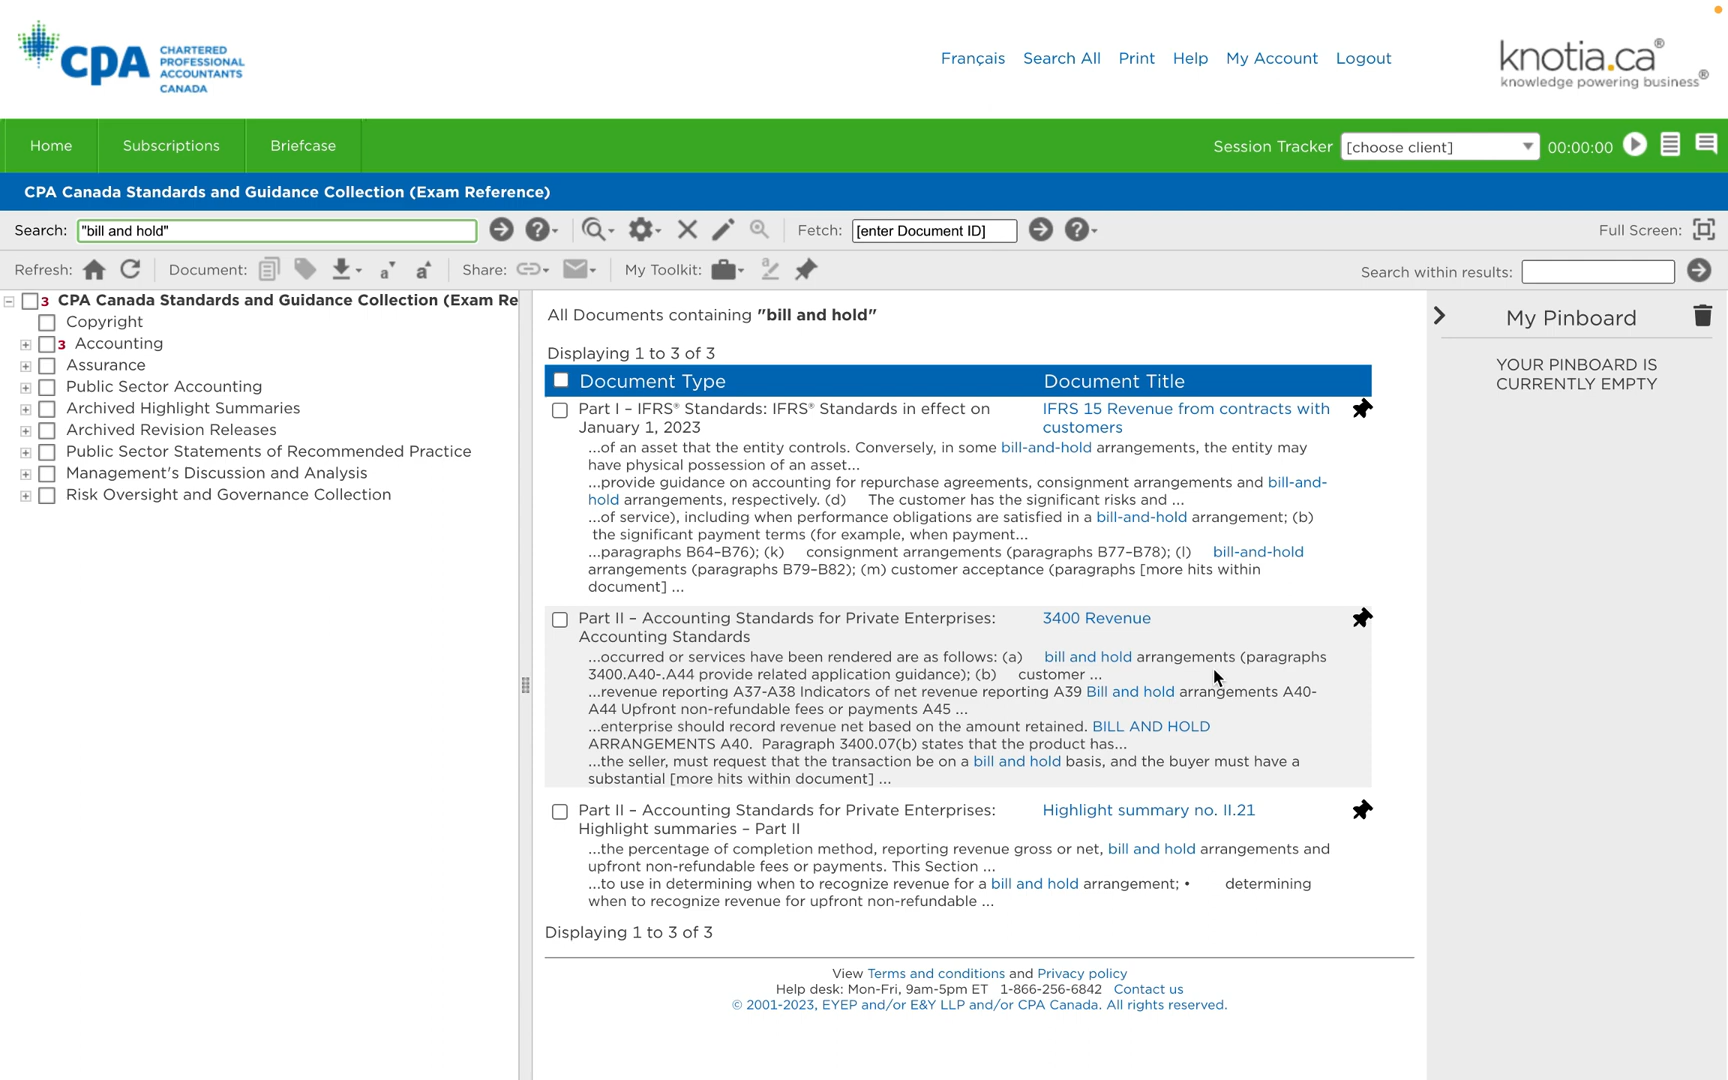 CPA
CHARTERED
PROFESSIONAL
ACCOUNTANTS
CANADA
Français Search All Print Help My Account Logout
knotia.ca®
knowledge powering business®
Home Subscriptions Briefcase
Session Tracker [choose client] 00:00:00
CPA Canada Standards and Guidance Collection (Exam Reference)
Search: "bill and hold" Fetch: [enter Document ID] Full Screen:
Refresh: Document: Share: My Toolkit: Search within results:
3 CPA Canada Standards and Guidance Collection (Exam Re
Copyright
3 Accounting
Assurance
Public Sector Accounting
Archived Highlight Summaries
Archived Revision Releases
Public Sector Statements of Recommended Practice
Management's Discussion and Analysis
Risk Oversight and Governance Collection
All Documents containing "bill and hold"
Displaying 1 to 3 of 3
Document Type Document Title
Part I – IFRS® Standards: IFRS® Standards in effect on
January 1, 2023
IFRS 15 Revenue from contracts with
customers
...of an asset that the entity controls. Conversely, in some bill-and-hold arrangements, the entity may
have physical possession of an asset...
...provide guidance on accounting for repurchase agreements, consignment arrangements and bill-and-
hold arrangements, respectively. (d) The customer has the significant risks and ...
...of service), including when performance obligations are satisfied in a bill-and-hold arrangement; (b)
the significant payment terms (for example, when payment...
...paragraphs B64–B76); (k) consignment arrangements (paragraphs B77–B78); (l) bill-and-hold
arrangements (paragraphs B79–B82); (m) customer acceptance (paragraphs [more hits within
document] ...
Part II – Accounting Standards for Private Enterprises:
Accounting Standards
3400 Revenue
...occurred or services have been rendered are as follows: (a) bill and hold arrangements (paragraphs
3400.A40-.A44 provide related application guidance); (b) customer ...
...revenue reporting A37-A38 Indicators of net revenue reporting A39 Bill and hold arrangements A40-
A44 Upfront non-refundable fees or payments A45 ...
...enterprise should record revenue net based on the amount retained. BILL AND HOLD
ARRANGEMENTS A40. Paragraph 3400.07(b) states that the product has...
...the seller, must request that the transaction be on a bill and hold basis, and the buyer must have a
substantial [more hits within document] ...
Part II – Accounting Standards for Private Enterprises:
Highlight summaries – Part II
Highlight summary no. II.21
...the percentage of completion method, reporting revenue gross or net, bill and hold arrangements and
upfront non-refundable fees or payments. This Section ...
...to use in determining when to recognize revenue for a bill and hold arrangement; • determining
when to recognize revenue for upfront non-refundable ...
Displaying 1 to 3 of 3
View Terms and conditions and Privacy policy
Help desk: Mon-Fri, 9am-5pm ET 1-866-256-6842 Contact us
© 2001-2023, EYEP and/or E&Y LLP and/or CPA Canada. All rights reserved.
My Pinboard
YOUR PINBOARD IS
CURRENTLY EMPTY